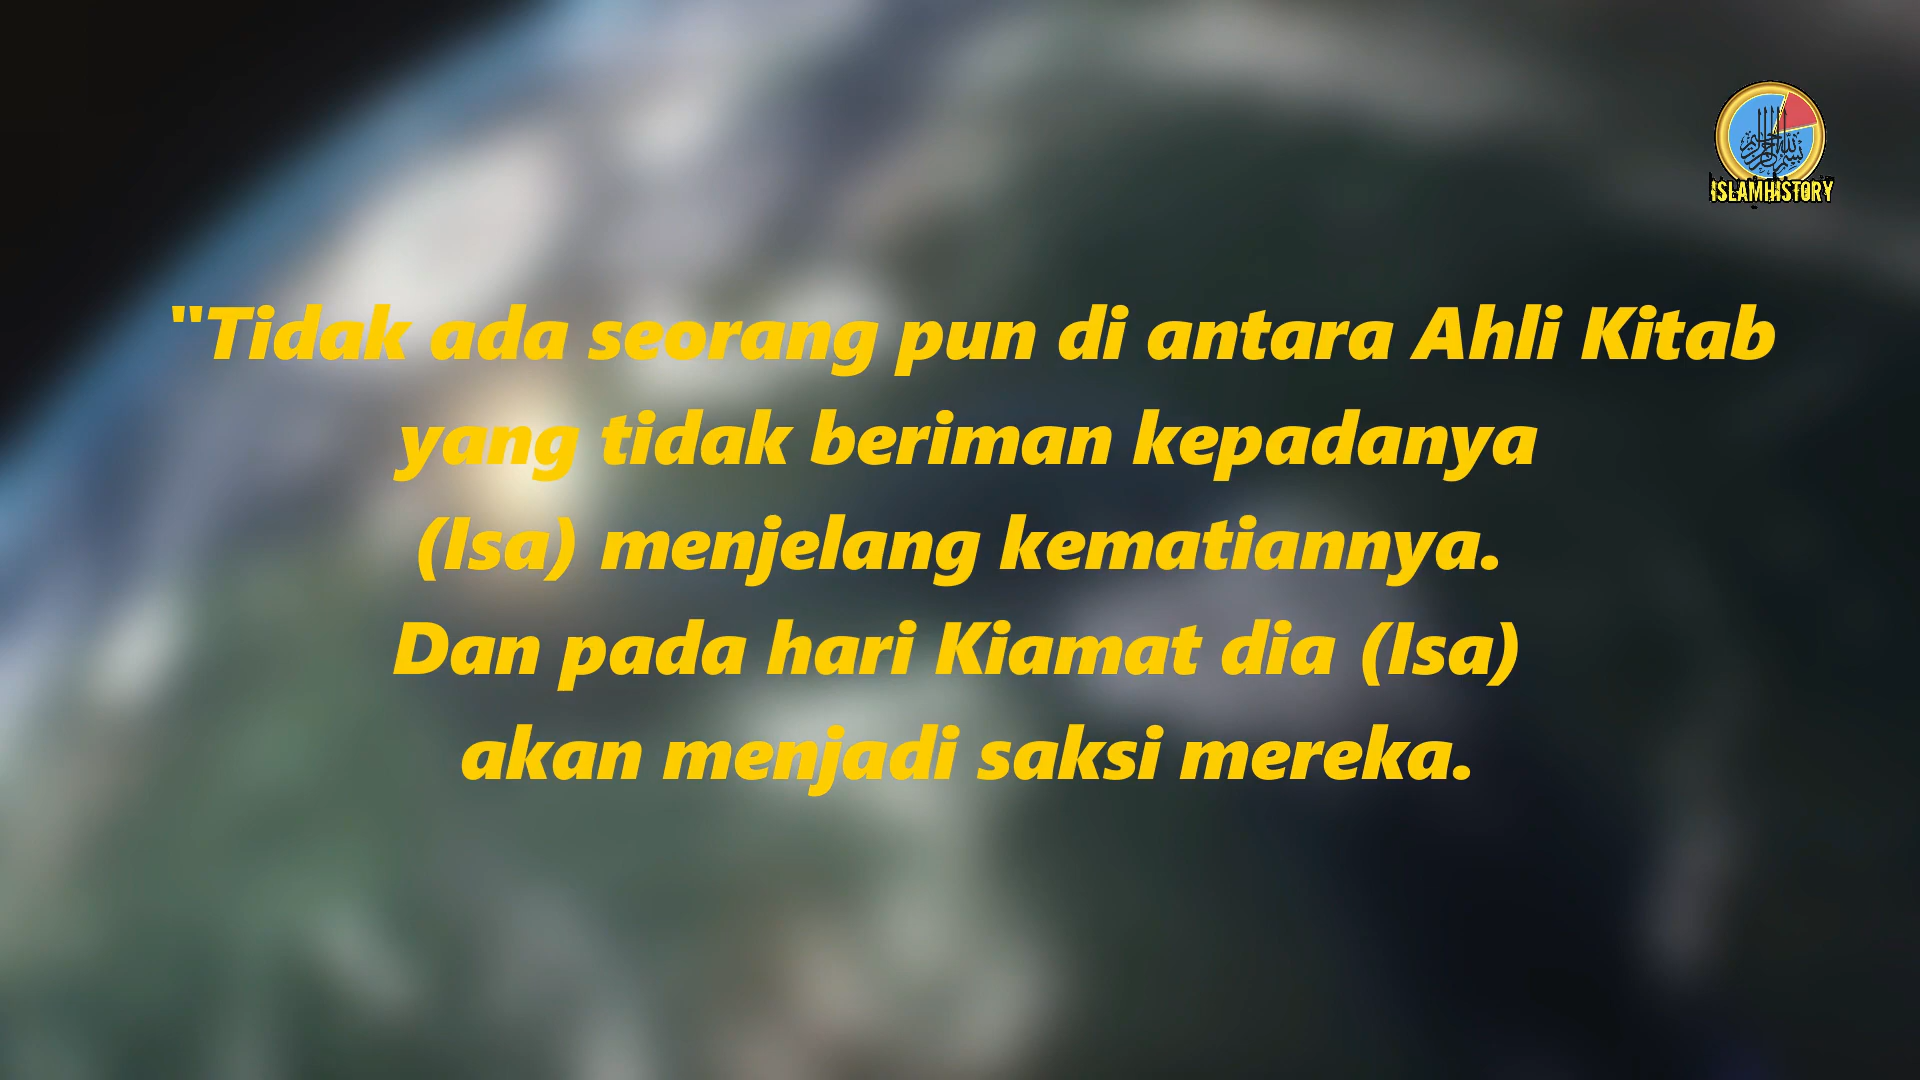 ISLAMHISTORY
"Tidak ada seorang pun di antara Ahli Kitab
yang tidak beriman kepadanya
(Isa) menjelang kematiannya.
Dan pada hari Kiamat dia (Isa)
akan menjadi saksi mereka.